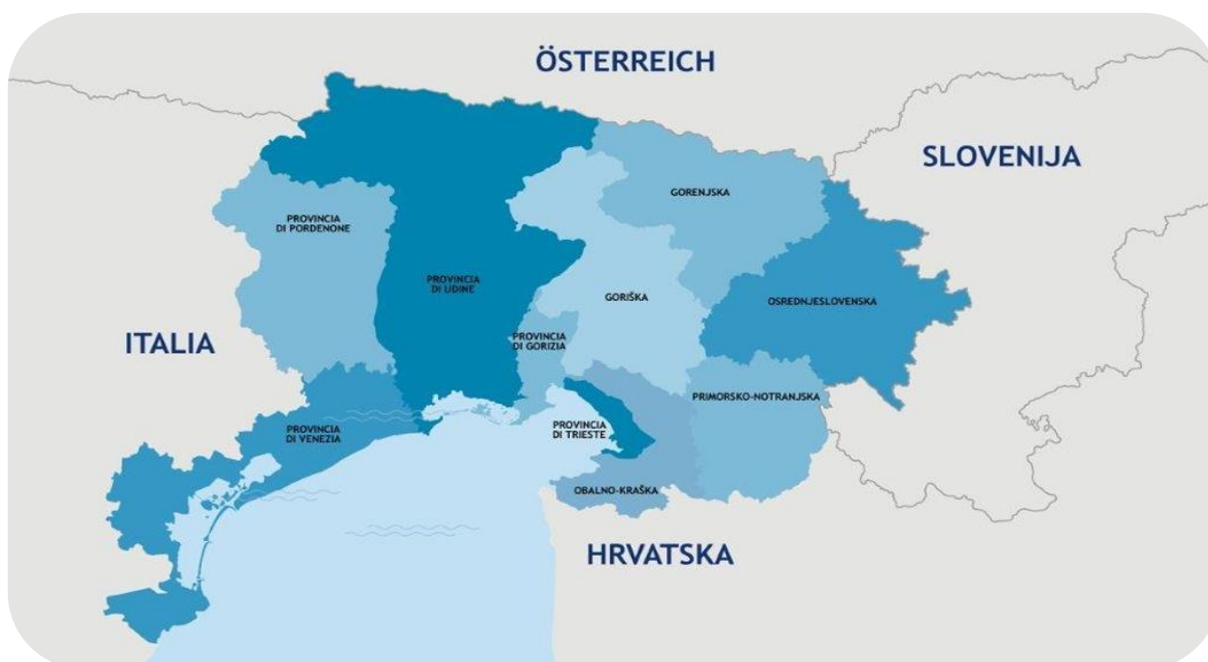 ÖSTERREICH
SLOVENIJA
GORENJSKA
PROVINCIA
DI PORDENONE
PROVINCIA
DI UDINE
GORIŠKA
OSREDNJESLOVENSKA
ITALIA
PROVINCIA
DI GORIZIA
PRIMORSKO-NOTRANJSKA
PROVINCIA
DI VENEZIA
PROVINCIA
DI TRIESTE
OBALNO-KRAŠKA
HRVATSKA